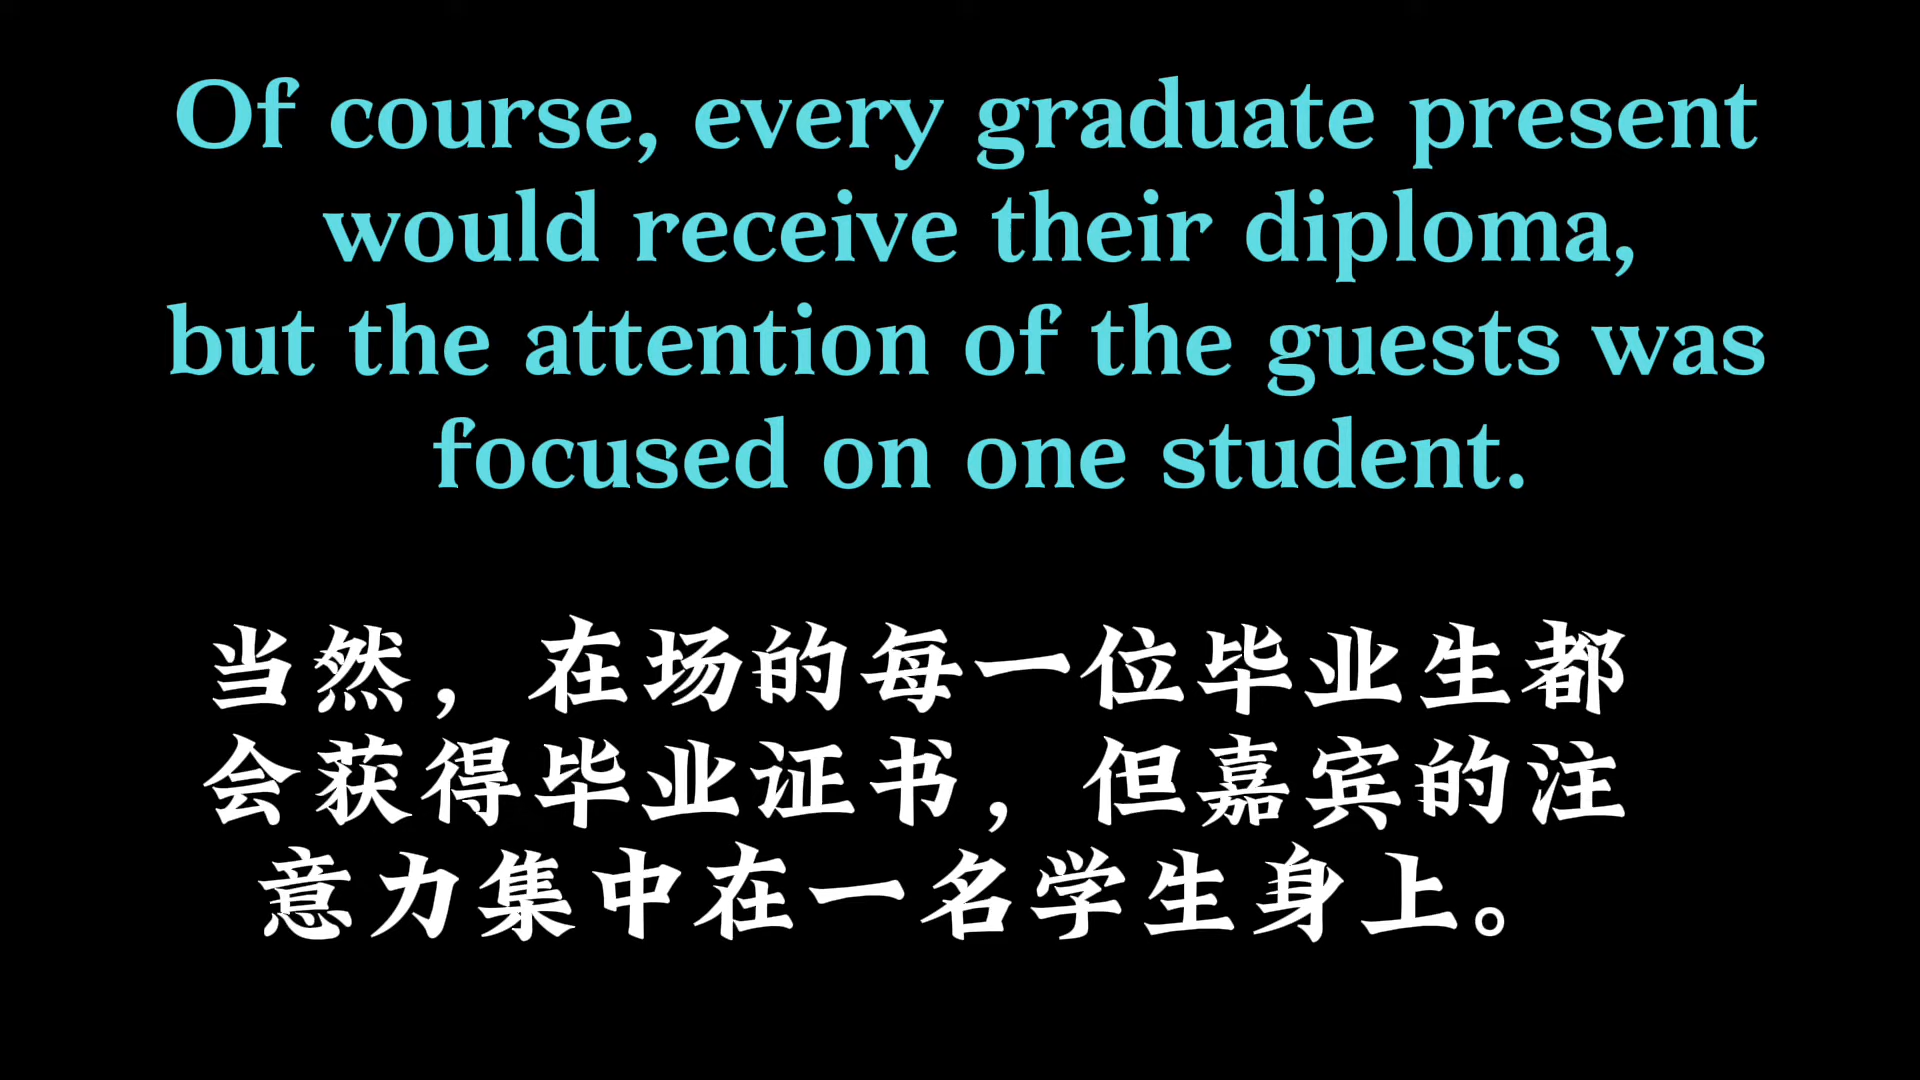 Of course, every graduate present
would receive their diploma,
but the attention of the guests was
focused on one student.
当然，在场的每一位毕业生都
会获得毕业证书，但嘉宾的注
意力集中在一名学生身上。